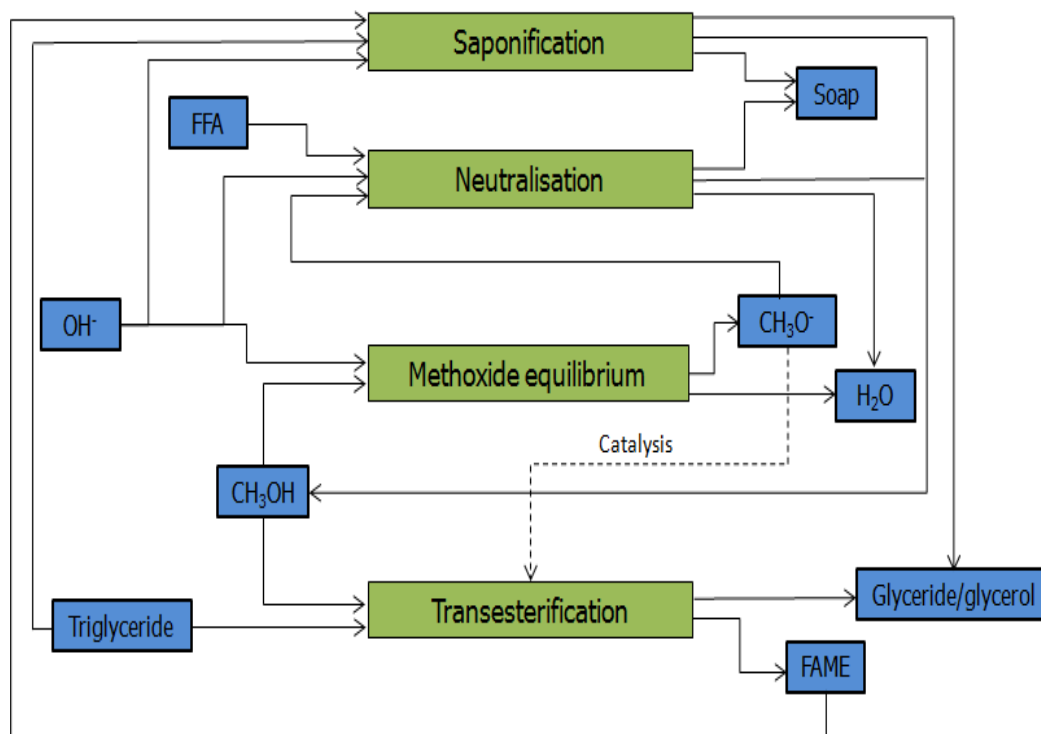 Saponification
Soap
FFA
Neutralisation
OH⁻
CH₃O⁻
Methoxide equilibrium
H₂O
Catalysis
CH₃OH
Glyceride/glycerol
Transesterification
Triglyceride
FAME